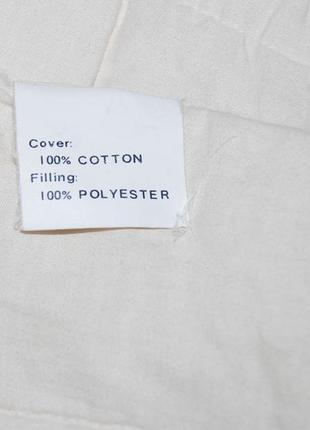 Cover:
100% COTTON
Filling:
100% POLYESTER